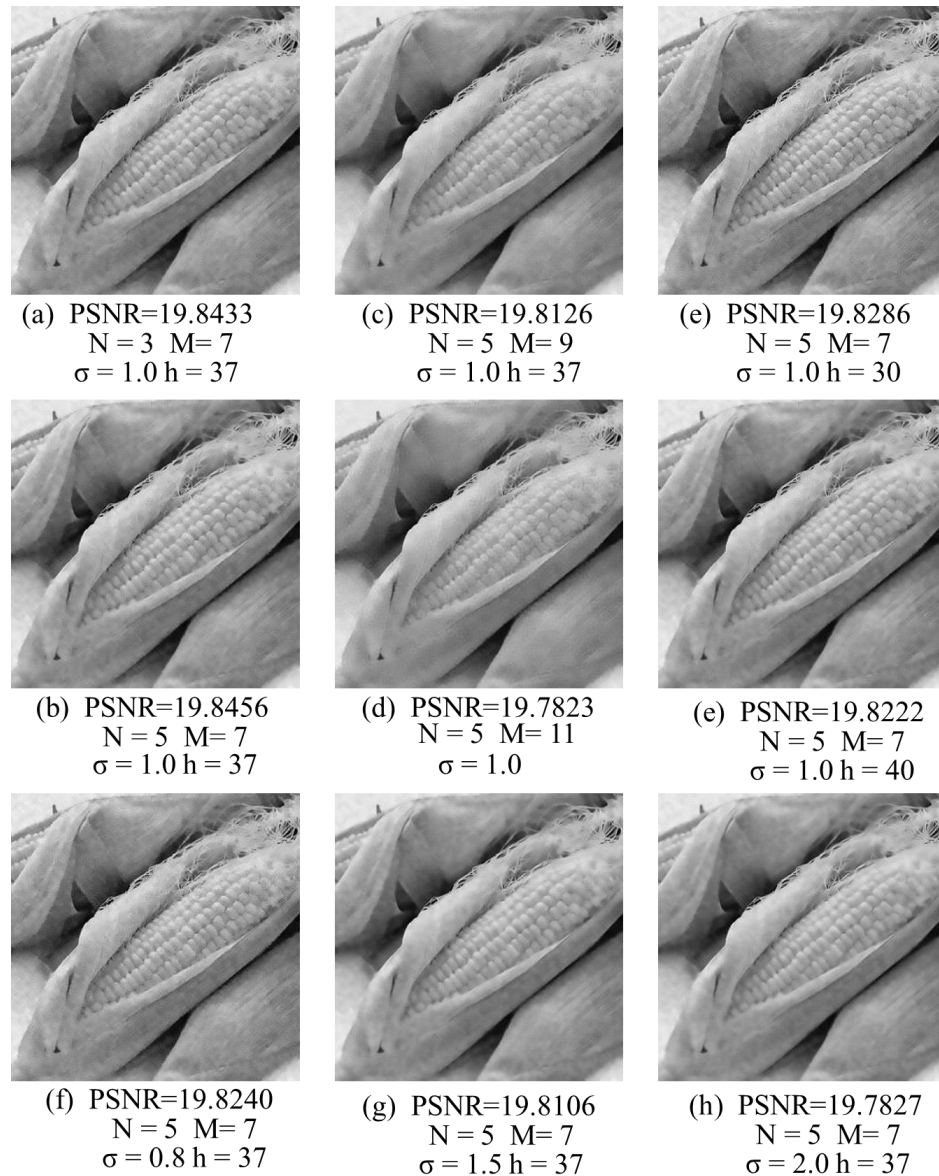 (a) PSNR=19.8433
N = 3 M= 7
σ = 1.0 h = 37
(c) PSNR=19.8126
N = 5 M= 9
σ = 1.0 h = 37
(e) PSNR=19.8286
N = 5 M= 7
σ = 1.0 h = 30
(b) PSNR=19.8456
N = 5 M= 7
σ = 1.0 h = 37
(d) PSNR=19.7823
N = 5 M= 11
σ = 1.0
(e) PSNR=19.8222
N = 5 M= 7
σ = 1.0 h = 40
(f) PSNR=19.8240
N = 5 M= 7
σ = 0.8 h = 37
(g) PSNR=19.8106
N = 5 M= 7
σ = 1.5 h = 37
(h) PSNR=19.7827
N = 5 M= 7
σ = 2.0 h = 37